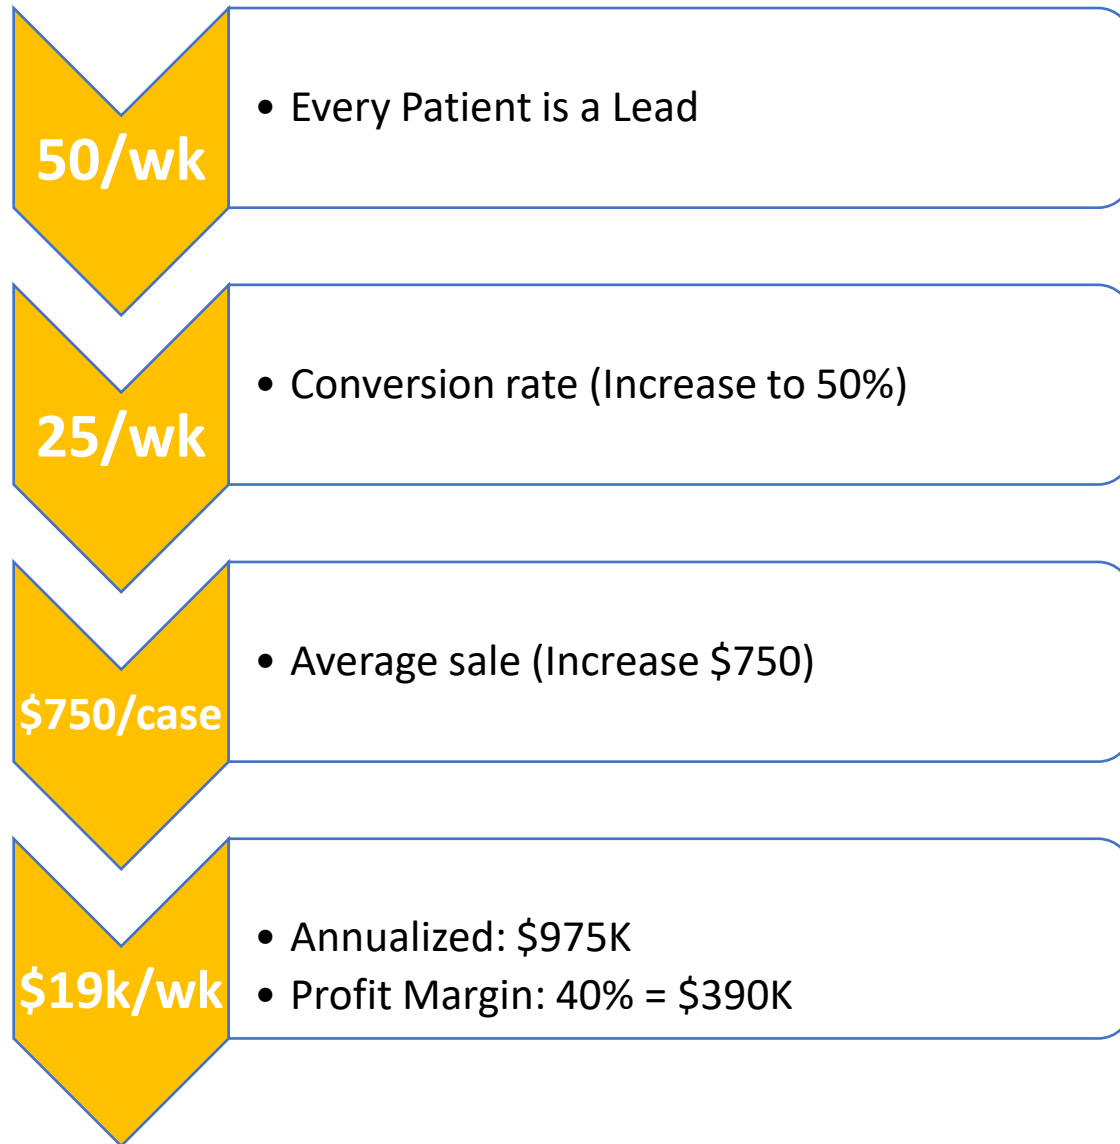 50/wk
• Every Patient is a Lead
25/wk
• Conversion rate (Increase to 50%)
$750/case
• Average sale (Increase $750)
$19k/wk
• Annualized: $975K
• Profit Margin: 40% = $390K